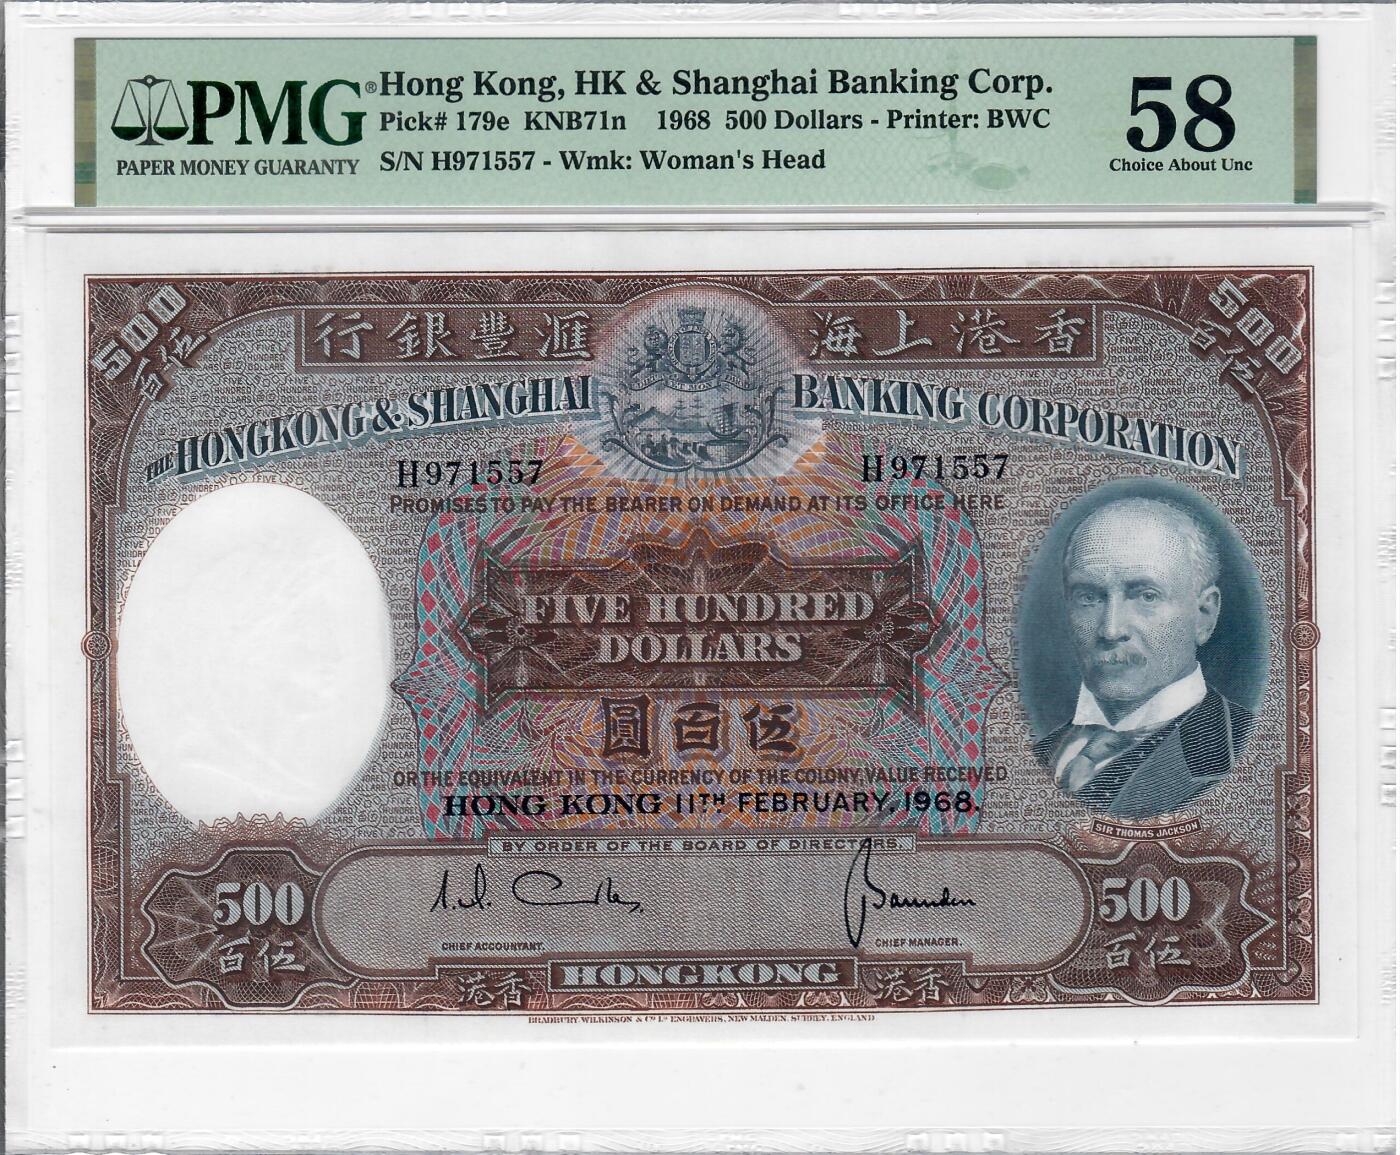 PMG® Hong Kong, HK & Shanghai Banking Corp. 58
Pick# 179e KNB71n 1968 500 Dollars - Printer: BWC
PAPER MONEY GUARANTY S/N H971557 - Wmk: Woman's Head Choice About Unc
500 500
百伍 百伍
行銀豐滙 海上港香
THE HONGKONG & SHANGHAI BANKING CORPORATION
H971557 H971557
PROMISES TO PAY THE BEARER ON DEMAND AT ITS OFFICE HERE
FIVE HUNDRED
DOLLARS
圓百伍
OR THE EQUIVALENT IN THE CURRENCY OF THE COLONY, VALUE RECEIVED
HONG KONG 11TH FEBRUARY, 1968.
SIR THOMAS JACKSON
BY ORDER OF THE BOARD OF DIRECTORS.
500 500
百伍 百伍
CHIEF ACCOUNTANT. CHIEF MANAGER.
港香 HONGKONG 港香
BRADBURY, WILKINSON & Co Ld ENGRAVERS, NEW MALDEN, SURREY, ENGLAND